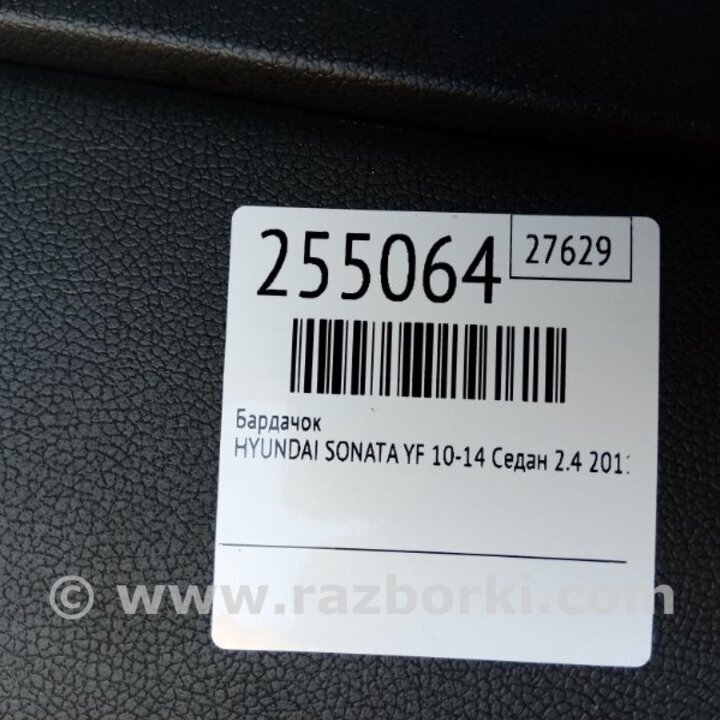 255064
27629
Бардачок
HYUNDAI SONATA YF 10-14 Седан 2.4
© www.razborki.com